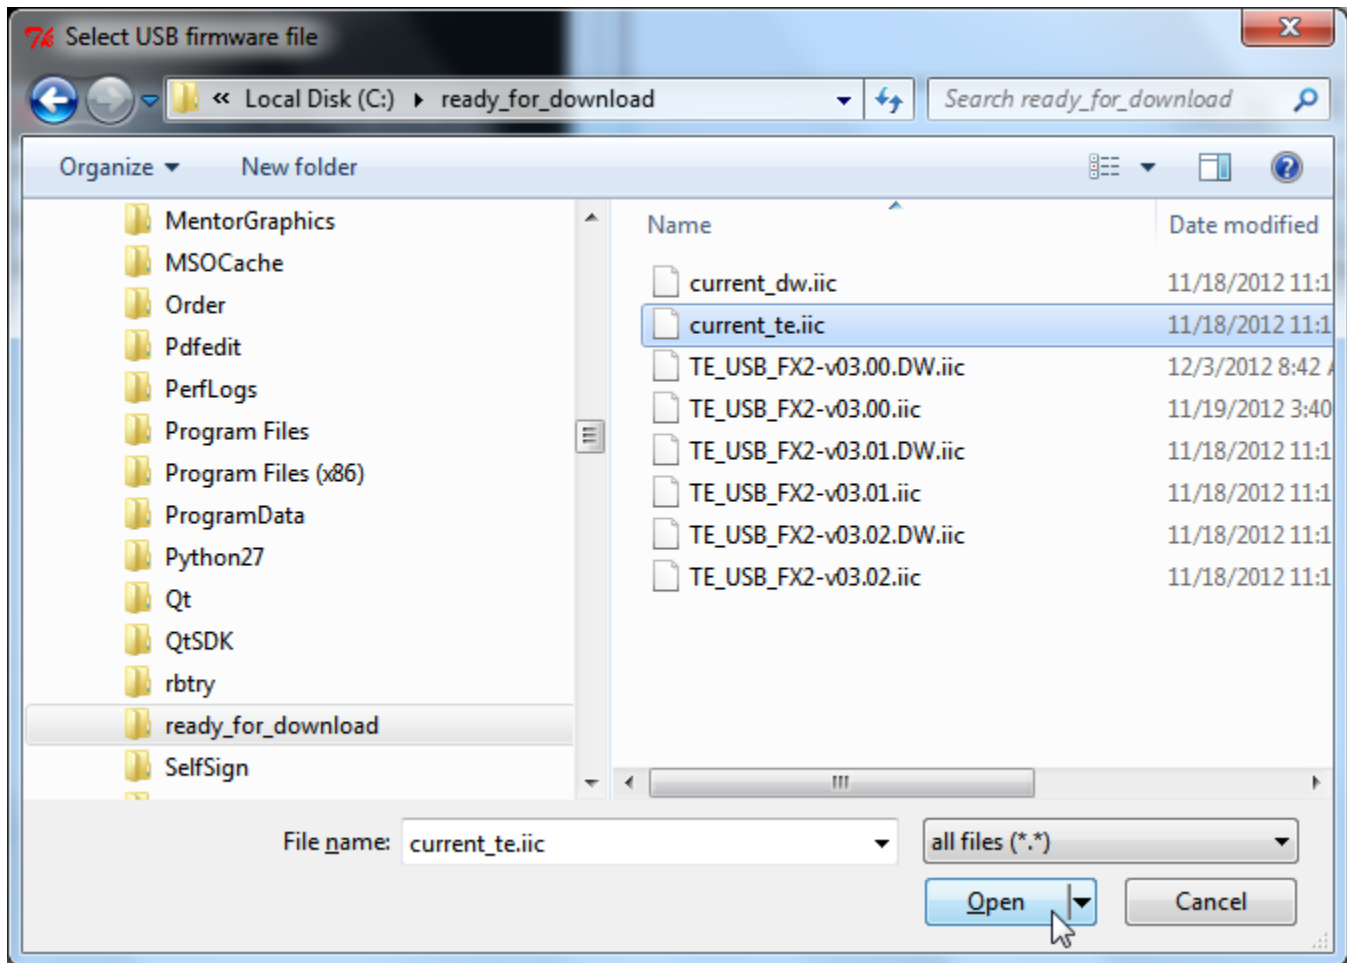 Select USB firmware file
« Local Disk (C:) ready_for_download
Search ready_for_download
Organize
New folder
MentorGraphics
MSOCache
Order
Pdfedit
PerfLogs
Program Files
Program Files (x86)
ProgramData
Python27
Qt
QtSDK
rbtry
ready_for_download
SelfSign
Name Date modified
current_dw.iic 11/18/2012 11:1
current_te.iic 11/18/2012 11:1
TE_USB_FX2-v03.00.DW.iic 12/3/2012 8:42
TE_USB_FX2-v03.00.iic 11/19/2012 3:40
TE_USB_FX2-v03.01.DW.iic 11/18/2012 11:1
TE_USB_FX2-v03.01.iic 11/18/2012 11:1
TE_USB_FX2-v03.02.DW.iic 11/18/2012 11:1
TE_USB_FX2-v03.02.iic 11/18/2012 11:1
File name: current_te.iic
all files (*.*)
Open
Cancel